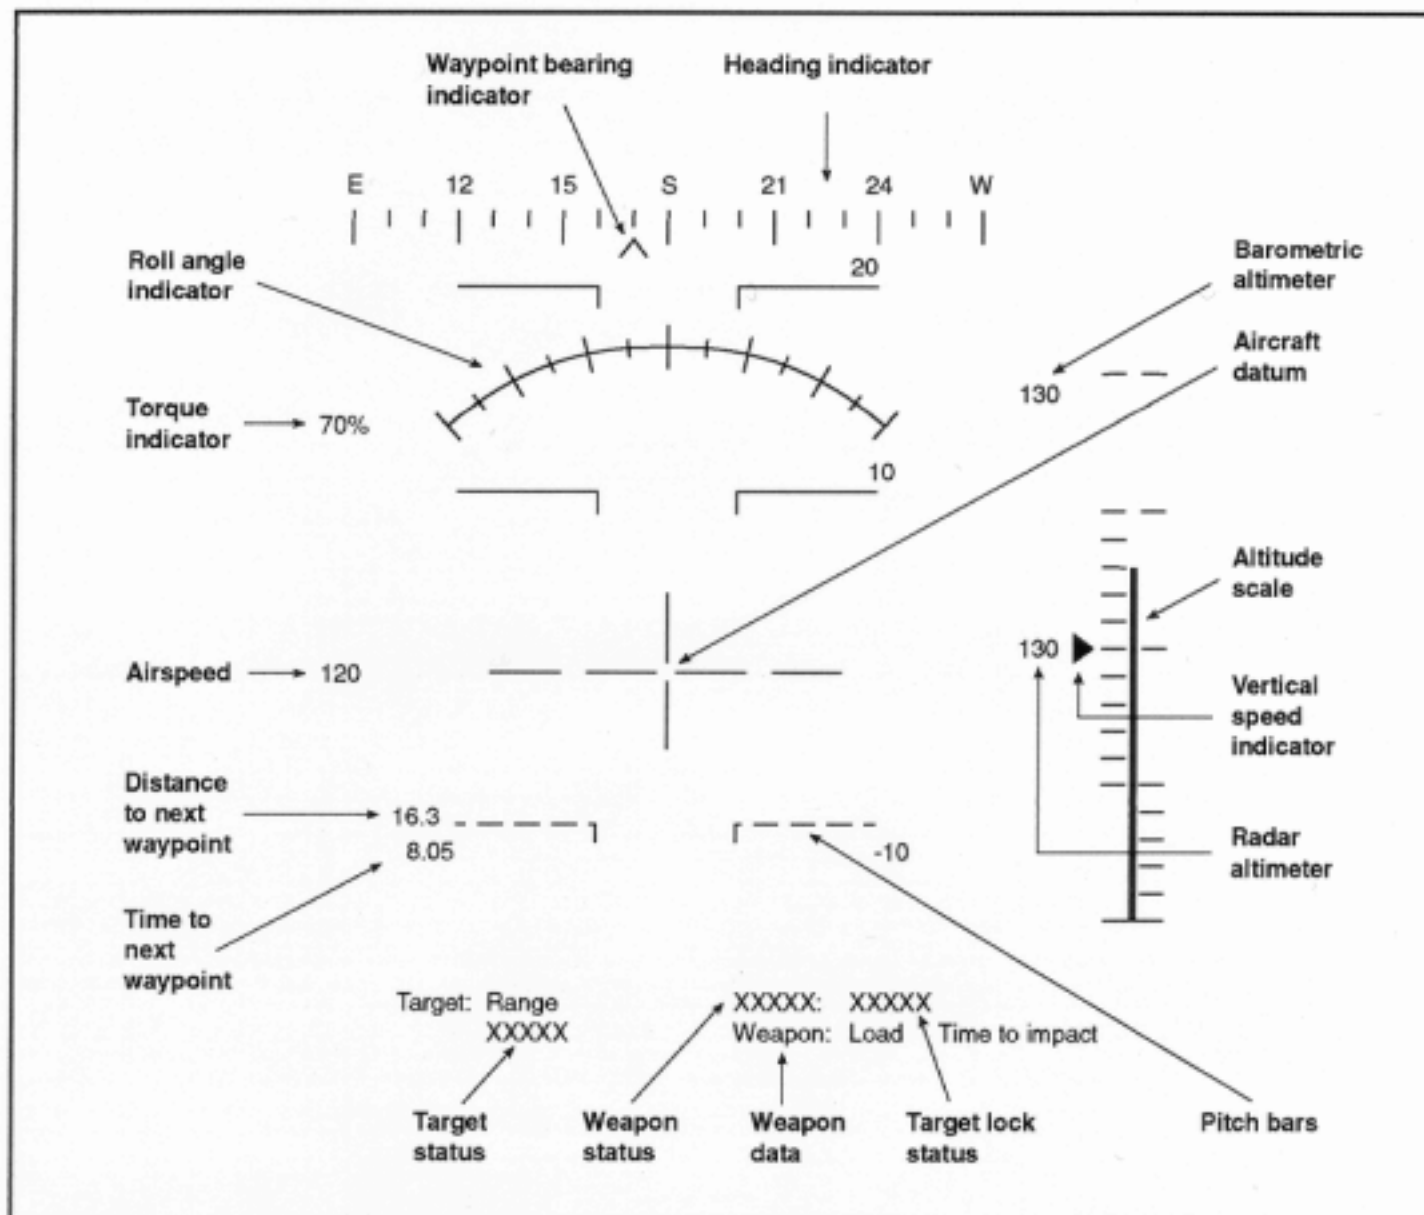 Waypoint bearing
indicator
Heading indicator
E 12 15 S 21 24 W
Roll angle
indicator
20
Barometric
altimeter
Aircraft
datum
130
Torque
indicator
70%
10
Altitude
scale
130
Airspeed
120
Vertical
speed
indicator
Distance
to next
waypoint
16.3
8.05
-10
Radar
altimeter
Time to
next
waypoint
Target: Range
XXXXX
XXXXX: XXXXX
Weapon: Load Time to impact
Target
status
Weapon
status
Weapon
data
Target lock
status
Pitch bars